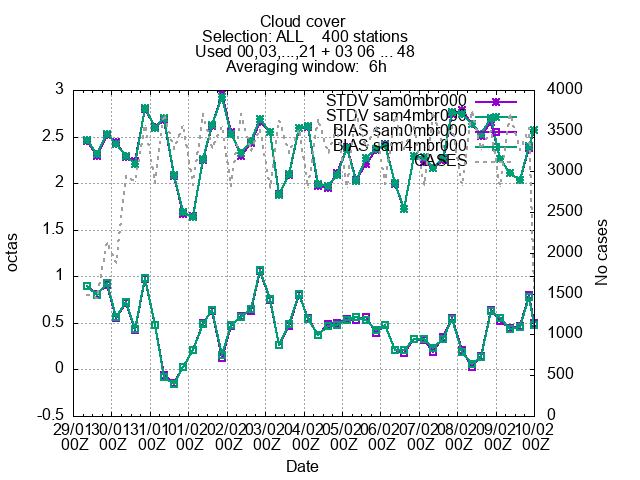 Cloud cover
Selection: ALL 400 stations
Used 00,03,...,21 + 03 06 ... 48
Averaging window: 6h
STDV sam0mbr000
STDV sam4mbr000
BIAS sam0mbr000
BIAS sam4mbr000
CASES
3
2.5
2
1.5
1
0.5
0
-0.5
octas
4000
3500
3000
2500
2000
1500
1000
500
0
No cases
29/01 30/01 31/01 01/02 02/02 03/02 04/02 05/02 06/02 07/02 08/02 09/02 10/02
00Z 00Z 00Z 00Z 00Z 00Z 00Z 00Z 00Z 00Z 00Z 00Z 00Z
Date